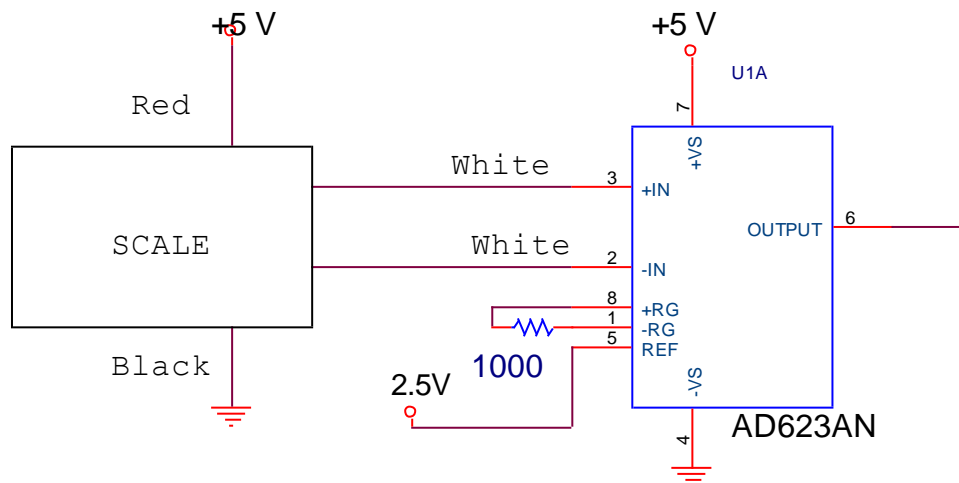 +5 V
+5 V
U1A
Red
7
+VS
White
3
+IN
SCALE
OUTPUT
6
White
2
-IN
8
+RG
1
-RG
5
REF
Black
1000
2.5V
-VS
AD623AN
4